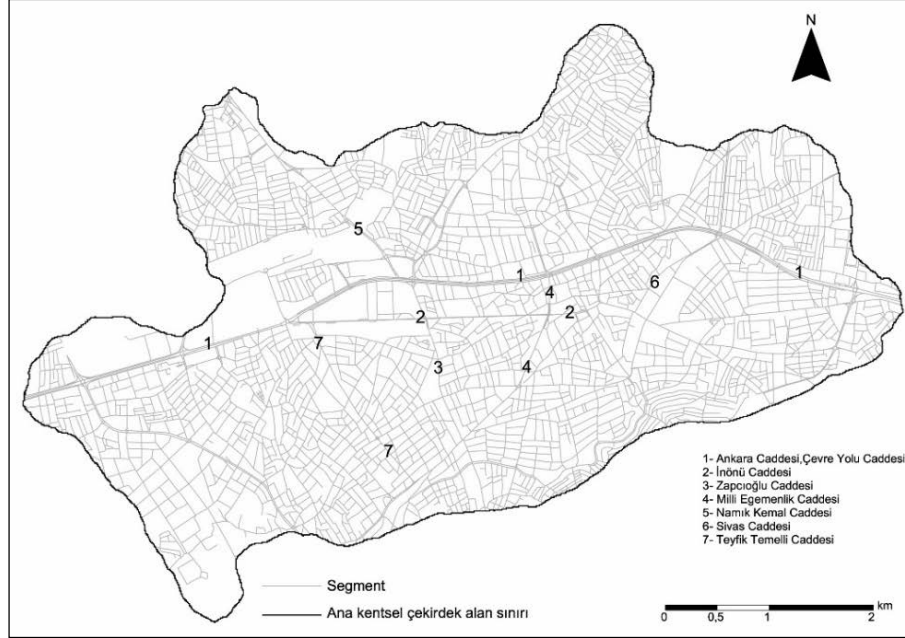 N
5
1
6
1
4
2
2
1
7
3
4
7
1- Ankara Caddesi,Çevre Yolu Caddesi
2- İnönü Caddesi
3- Zapcıoğlu Caddesi
4- Milli Egemenlik Caddesi
5- Namık Kemal Caddesi
6- Sivas Caddesi
7- Teyfik Temelli Caddesi
Segment
Ana kentsel çekirdek alan sınırı
km
0 0,5 1 2